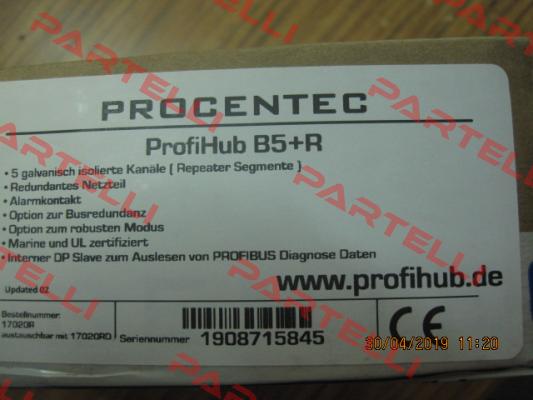 PROCENTEC
ProfiHub B5+R
• 5 galvanisch isolierte Kanäle [ Repeater Segmente ]
• Redundantes Netzteil
• Alarmkontakt
• Option zur Busredundanz
• Option zum robusten Modus
• Marine und UL zertifiziert
• Interner DP Slave zum Auslesen von PROFIBUS Diagnose Daten
Updated 02
www.profihub.de
Bestellnummer:
17020R
austauschbar mit 17020RD
Seriennummer:
1908715845
CE
30/04/2019 11:20
PARTELLI
PARTELLI
PARTELLI
PARTELLI
PARTELLI
PARTELLI